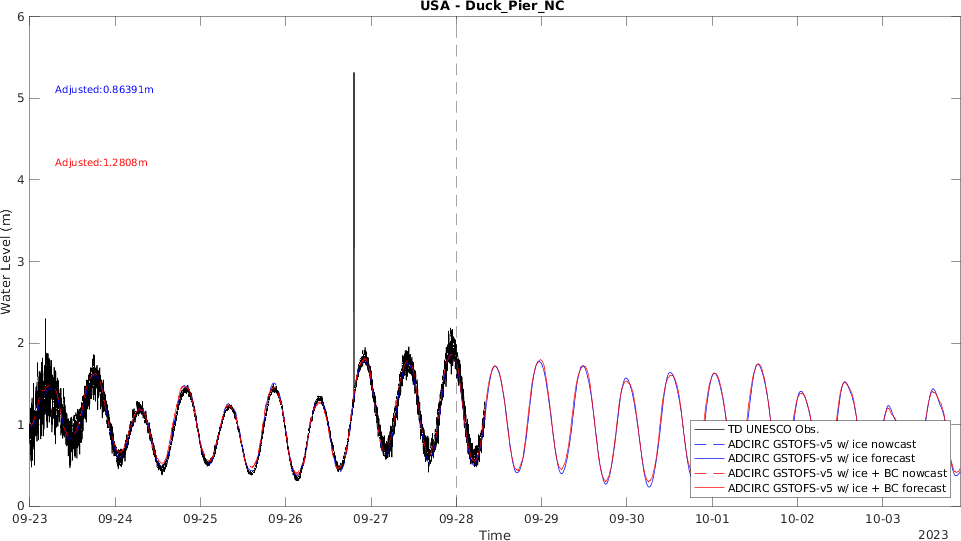 USA - Duck_Pier_NC
6
5
4
3
2
1
0
Adjusted:0.86391m
Adjusted:1.2808m
Water Level (m)
TD UNESCO Obs.
ADCIRC GSTOFS-v5 w/ ice nowcast
ADCIRC GSTOFS-v5 w/ ice forecast
ADCIRC GSTOFS-v5 w/ ice + BC nowcast
ADCIRC GSTOFS-v5 w/ ice + BC forecast
09-23 09-24 09-25 09-26 09-27 09-28 09-29 09-30 10-01 10-02 10-03
Time
2023